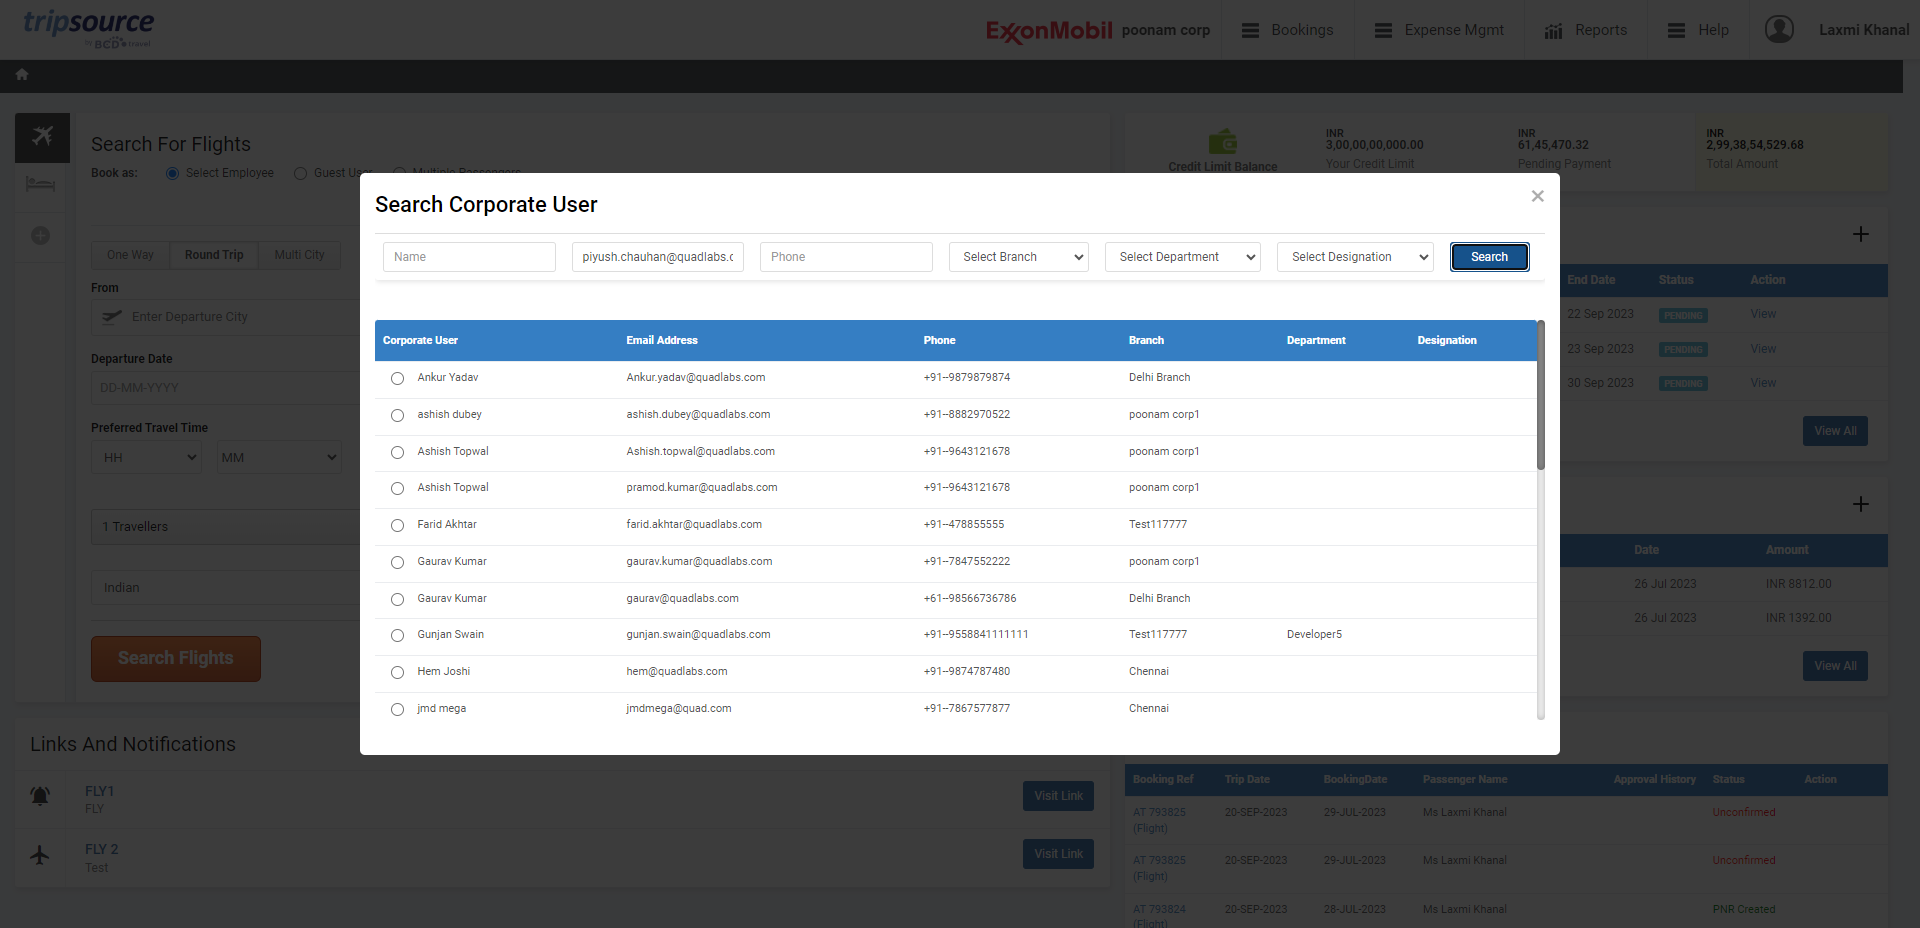 tripsource
by BCD travel
ExxonMobil poonam corp
Bookings
Expense Mgmt
Reports
Help
Laxmi Khanal
Search For Flights
Book as: Select Employee Guest User Multiple Passengers
One Way Round Trip Multi City
From
Enter Departure City
Departure Date
DD-MM-YYYY
Preferred Travel Time
HH MM
1 Travellers
Indian
Search Flights
Credit Limit Balance
INR
3,00,00,00,000.00
Your Credit Limit
INR
61,45,470.32
Pending Payment
INR
2,99,38,54,529.68
Total Amount
Search Corporate User
×
Name piyush.chauhan@quadlabs.c Phone Select Branch Select Department Select Designation Search
Corporate User Email Address Phone Branch Department Designation
Ankur Yadav Ankur.yadav@quadlabs.com +91--9879879874 Delhi Branch
ashish dubey ashish.dubey@quadlabs.com +91--8882970522 poonam corp1
Ashish Topwal Ashish.topwal@quadlabs.com +91--9643121678 poonam corp1
Ashish Topwal pramod.kumar@quadlabs.com +91--9643121678 poonam corp1
Farid Akhtar farid.akhtar@quadlabs.com +91--478855555 Test117777
Gaurav Kumar gaurav.kumar@quadlabs.com +91--7847552222 poonam corp1
Gaurav Kumar gaurav@quadlabs.com +61--98566736786 Delhi Branch
Gunjan Swain gunjan.swain@quadlabs.com +91--9558841111111 Test117777 Developer5
Hem Joshi hem@quadlabs.com +91--9874787480 Chennai
jmd mega jmdmega@quad.com +91--7867577877 Chennai
End Date Status Action
22 Sep 2023 PENDING View
23 Sep 2023 PENDING View
30 Sep 2023 PENDING View
View All
Date Amount
26 Jul 2023 INR 8812.00
26 Jul 2023 INR 1392.00
View All
Links And Notifications
FLY1
FLY
Visit Link
FLY 2
Test
Visit Link
Booking Ref Trip Date BookingDate Passenger Name Approval History Status Action
AT 793825 20-SEP-2023 29-JUL-2023 Ms Laxmi Khanal Unconfirmed
(Flight)
AT 793825 20-SEP-2023 29-JUL-2023 Ms Laxmi Khanal Unconfirmed
(Flight)
AT 793824 20-SEP-2023 28-JUL-2023 Ms Laxmi Khanal PNR Created
(Flight)